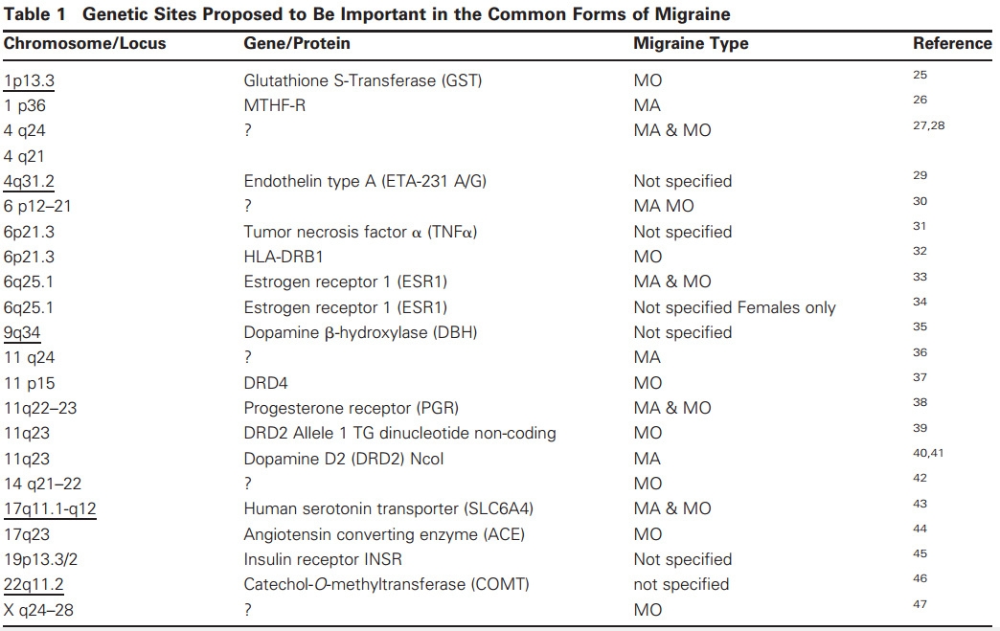 Table 1 Genetic Sites Proposed to Be Important in the Common Forms of Migraine
Chromosome/Locus Gene/Protein Migraine Type Reference
1p13.3 Glutathione S-Transferase (GST) MO 25
1 p36 MTHF-R MA 26
4 q24 ? MA & MO 27,28
4 q21
4q31.2 Endothelin type A (ETA-231 A/G) Not specified 29
6 p12–21 ? MA MO 30
6p21.3 Tumor necrosis factor α (TNFα) Not specified 31
6p21.3 HLA-DRB1 MO 32
6q25.1 Estrogen receptor 1 (ESR1) MA & MO 33
6q25.1 Estrogen receptor 1 (ESR1) Not specified Females only 34
9q34 Dopamine β-hydroxylase (DBH) Not specified 35
11 q24 ? MA 36
11 p15 DRD4 MO 37
11q22–23 Progesterone receptor (PGR) MA & MO 38
11q23 DRD2 Allele 1 TG dinucleotide non-coding MO 39
11q23 Dopamine D2 (DRD2) NcoI MA 40,41
14 q21–22 ? MO 42
17q11.1-q12 Human serotonin transporter (SLC6A4) MA & MO 43
17q23 Angiotensin converting enzyme (ACE) MO 44
19p13.3/2 Insulin receptor INSR Not specified 45
22q11.2 Catechol-O-methyltransferase (COMT) not specified 46
X q24–28 ? MO 47